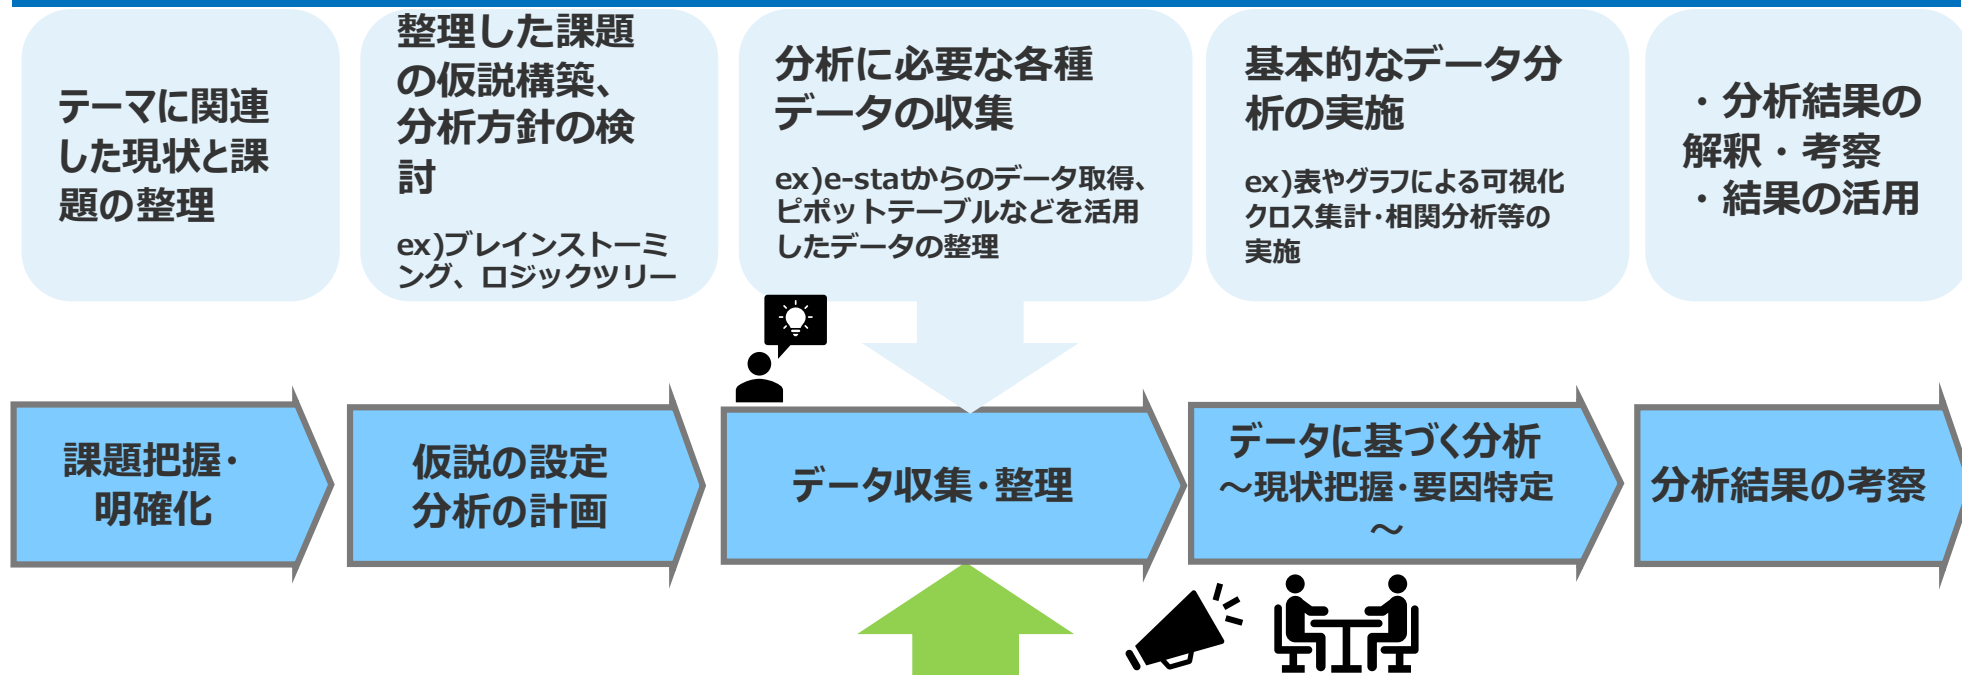 テーマに関連
した現状と課
題の整理
整理した課題
の仮説構築、
分析方針の検
討
ex)ブレインストーミ
ング、ロジックツリー
分析に必要な各種
データの収集
ex)e-statからのデータ取得、
ピポットテーブルなどを活用
したデータの整理
基本的なデータ分
析の実施
ex)表やグラフによる可視化
クロス集計・相関分析等の
実施
・分析結果の
解釈・考察
・結果の活用
課題把握・
明確化
仮説の設定
分析の計画
データ収集・整理
データに基づく分析
～現状把握・要因特定
～
分析結果の考察